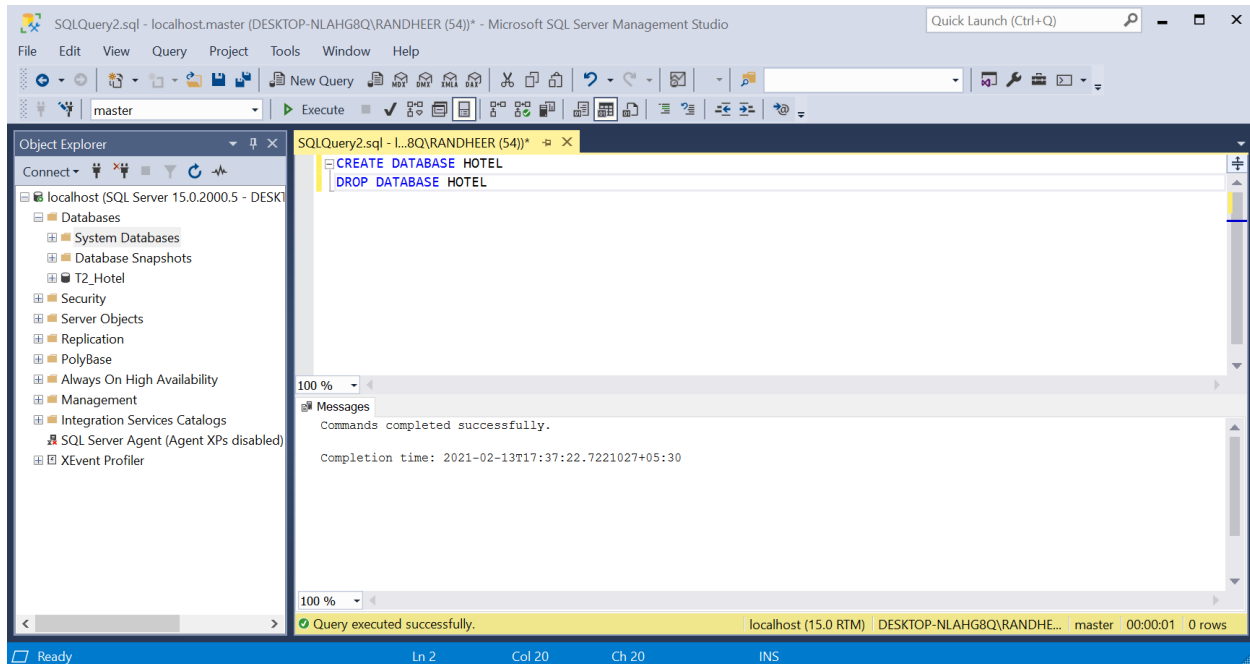 SQLQuery2.sql - localhost.master (DESKTOP-NLAHG8Q\RANDHEER (54))* - Microsoft SQL Server Management Studio
Quick Launch (Ctrl+Q)
File Edit View Query Project Tools Window Help
New Query MDX DMX XMLA DAX
master Execute
Object Explorer
SQLQuery2.sql - l...8Q\RANDHEER (54))*
Connect
CREATE DATABASE HOTEL
DROP DATABASE HOTEL
localhost (SQL Server 15.0.2000.5 - DESKT
Databases
System Databases
Database Snapshots
T2_Hotel
Security
Server Objects
Replication
PolyBase
Always On High Availability
Management
Integration Services Catalogs
SQL Server Agent (Agent XPs disabled)
XEvent Profiler
100 %
Messages
Commands completed successfully.
Completion time: 2021-02-13T17:37:22.7221027+05:30
100 %
Query executed successfully.
localhost (15.0 RTM) DESKTOP-NLAHG8Q\RANDHE... master 00:00:01 0 rows
Ready Ln 2 Col 20 Ch 20 INS